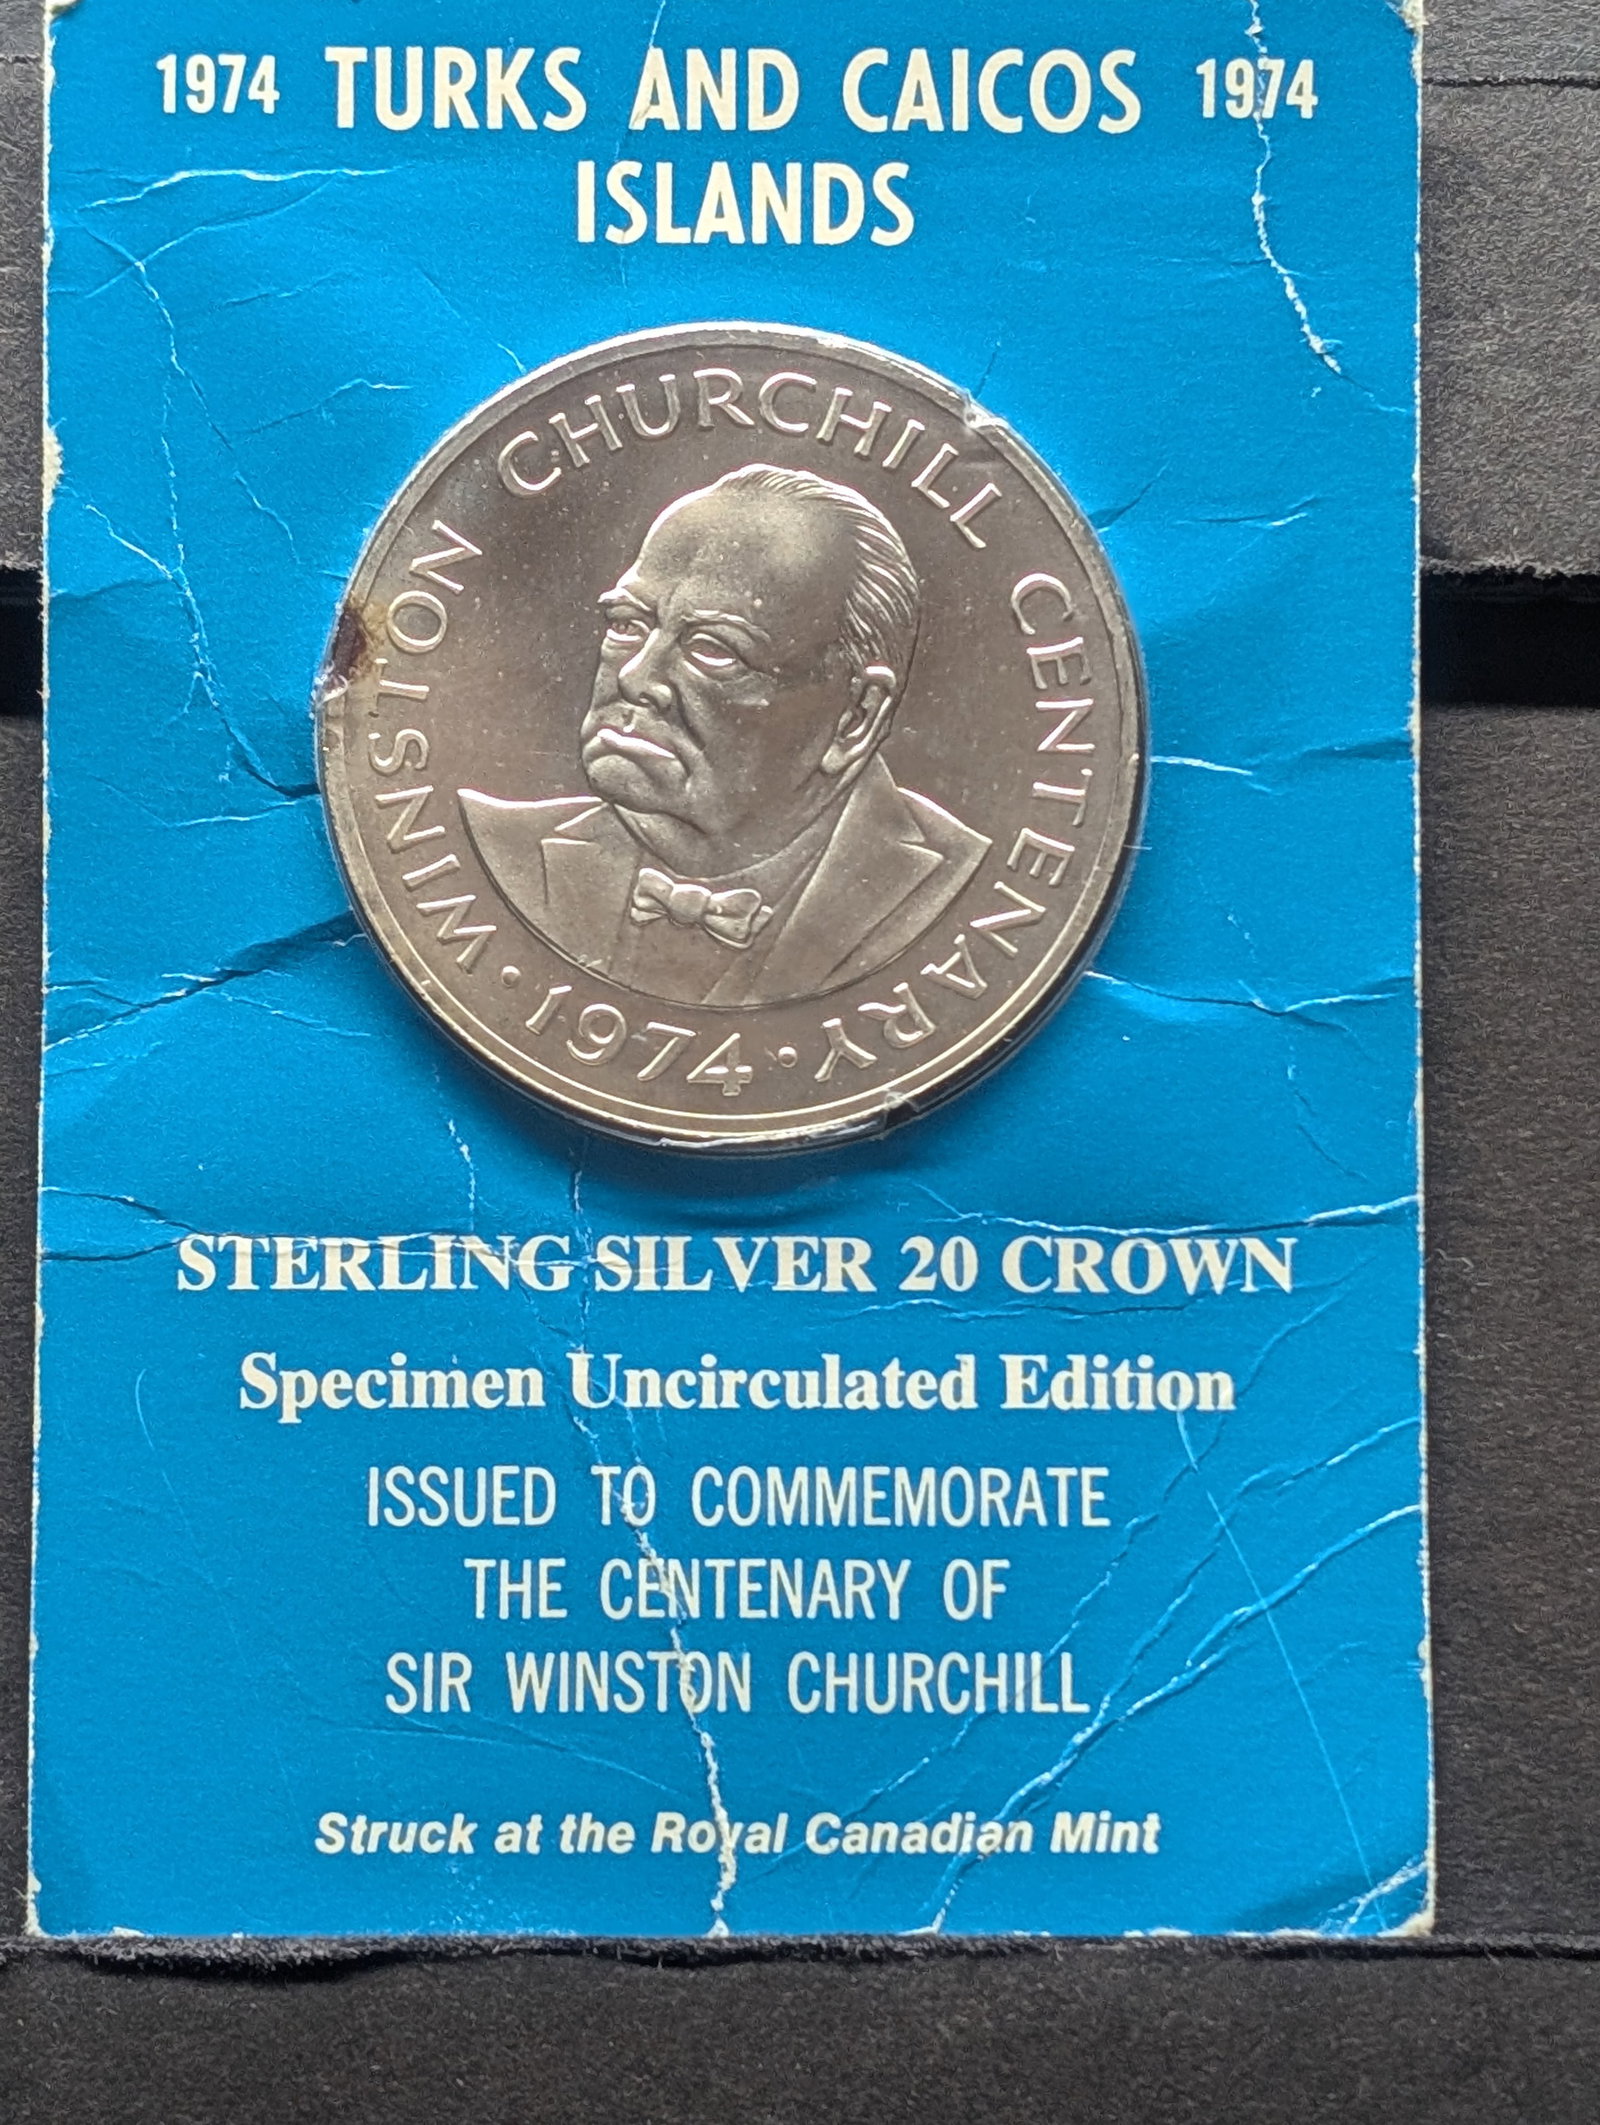 1974 TURKS AND CAICOS 1974
ISLANDS
WINSTON CHURCHILL CENTENARY
· 1974 ·
STERLING SILVER 20 CROWN
Specimen Uncirculated Edition
ISSUED TO COMMEMORATE
THE CENTENARY OF
SIR WINSTON CHURCHILL
Struck at the Royal Canadian Mint